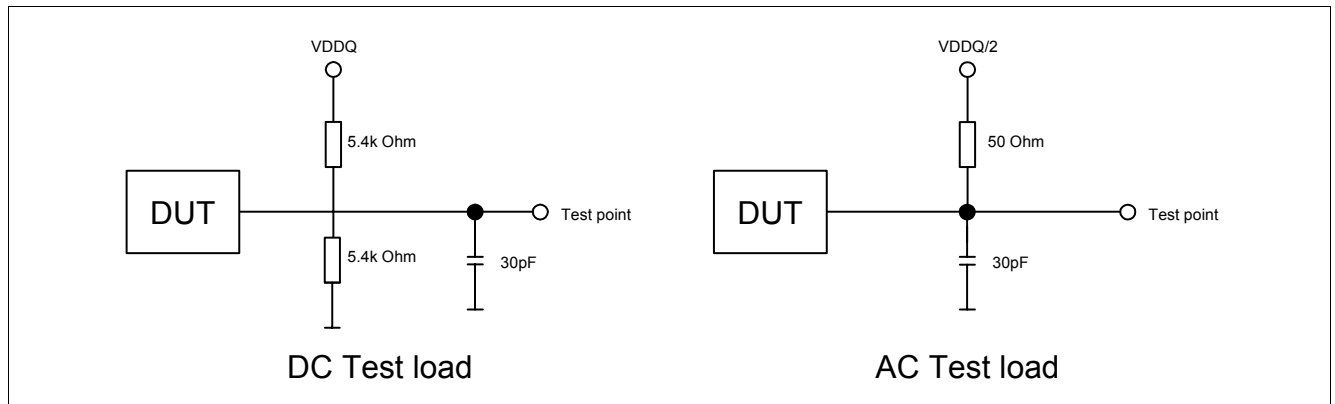 VDDQ
5.4k Ohm
DUT
Test point
5.4k Ohm
30pF
DC Test load
VDDQ/2
50 Ohm
DUT
Test point
30pF
AC Test load